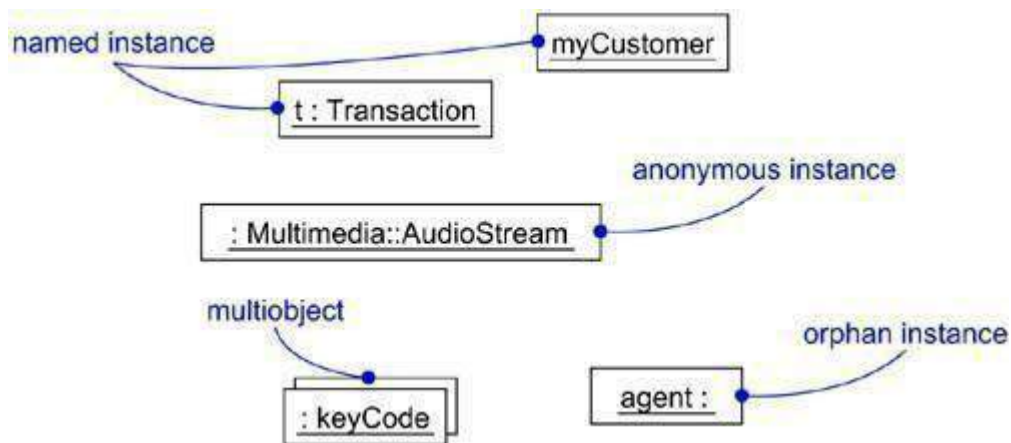 named instance
myCustomer
t : Transaction
anonymous instance
: Multimedia::AudioStream
multiobject
orphan instance
: keyCode
agent :